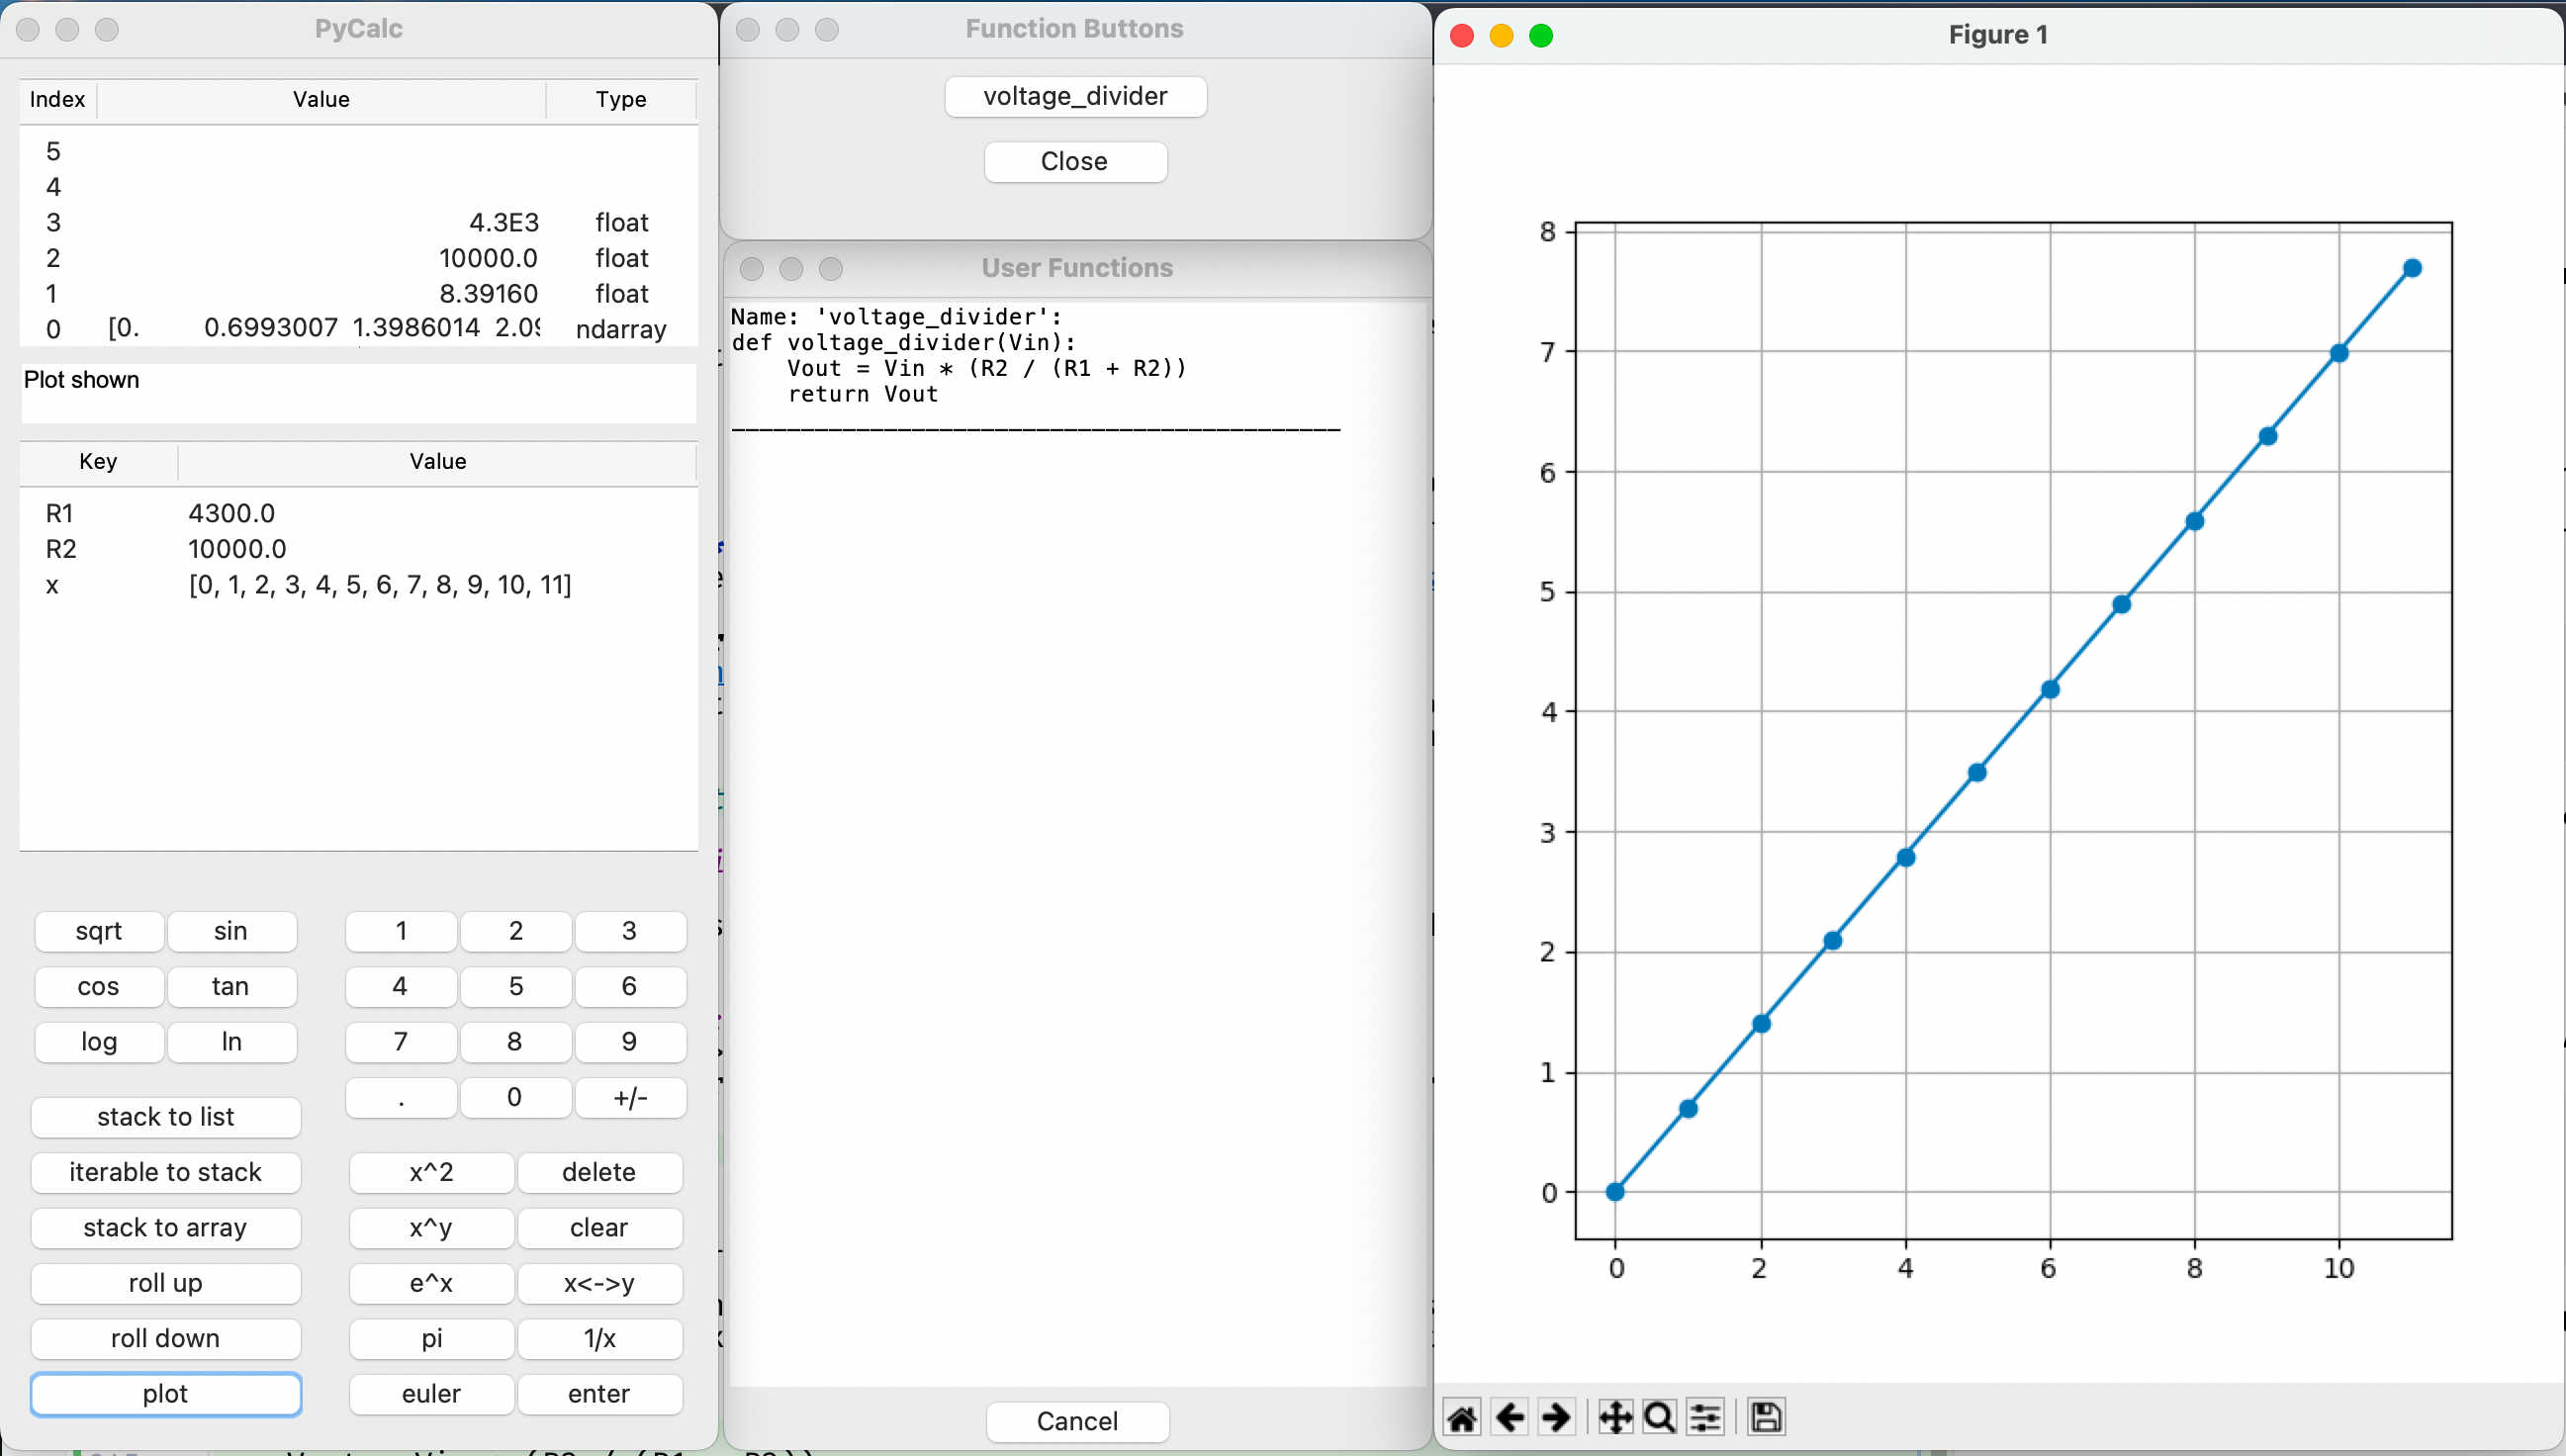 PyCalc
Index Value Type
5
4
3 4.3E3 float
2 10000.0 float
1 8.39160 float
0 [0. 0.6993007 1.3986014 ndarray
Plot shown
Key Value
R1 4300.0
R2 10000.0
x [0, 1, 2, 3, 4, 5, 6, 7, 8, 9, 10, 11]
sqrt sin
cos tan
log ln
stack to list
iterable to stack
stack to array
roll up
roll down
plot
1 2 3
4 5 6
7 8 9
. 0 +/-
x^2 delete
x^y clear
e^x x<->y
pi 1/x
euler enter
Function Buttons
voltage_divider
Close
User Functions
Name: 'voltage_divider':
def voltage_divider(Vin):
    Vout = Vin * (R2 / (R1 + R2))
    return Vout
Cancel
Figure 1
8
7
6
5
4
3
2
1
0
0 2 4 6 8 10